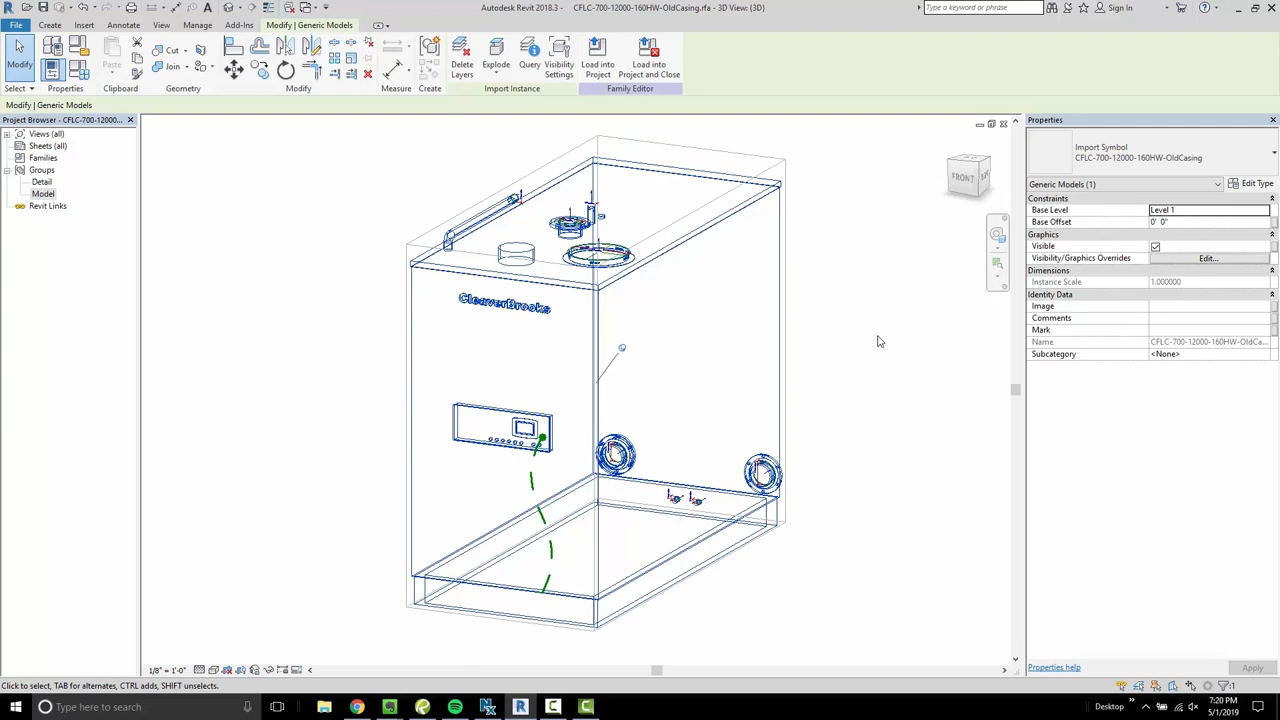 Autodesk Revit 2018.3 - CFLC-700-12000-160HW-OldCasing.rfa - 3D View: {3D}
Type a keyword or phrase
Sign In
File Create Insert Annotate View Manage Add-Ins Modify | Generic Models
Modify
Paste
Cut
Join
Delete Layers
Explode
Query
Visibility Settings
Load into Project
Load into Project and Close
Select
Properties
Clipboard
Geometry
Modify
Measure
Create
Import Instance
Family Editor
Modify | Generic Models
Project Browser - CFLC-700-12000...
Views (all)
Sheets (all)
Families
Groups
Detail
Model
Revit Links
CleaverBrooks
FRONT
Properties
Import Symbol
CFLC-700-12000-160HW-OldCasing
Generic Models (1)
Edit Type
Constraints
Base Level Level 1
Base Offset 0' 0"
Graphics
Visible
Visibility/Graphics Overrides Edit...
Dimensions
Instance Scale 1.000000
Identity Data
Image
Comments
Mark
Name CFLC-700-12000-160HW-OldCa...
Subcategory <None>
Properties help
Apply
1/8" = 1'-0"
Click to select, TAB for alternates, CTRL adds, SHIFT unselects.
:1
Type here to search
Desktop
7:20 PM
5/1/2019